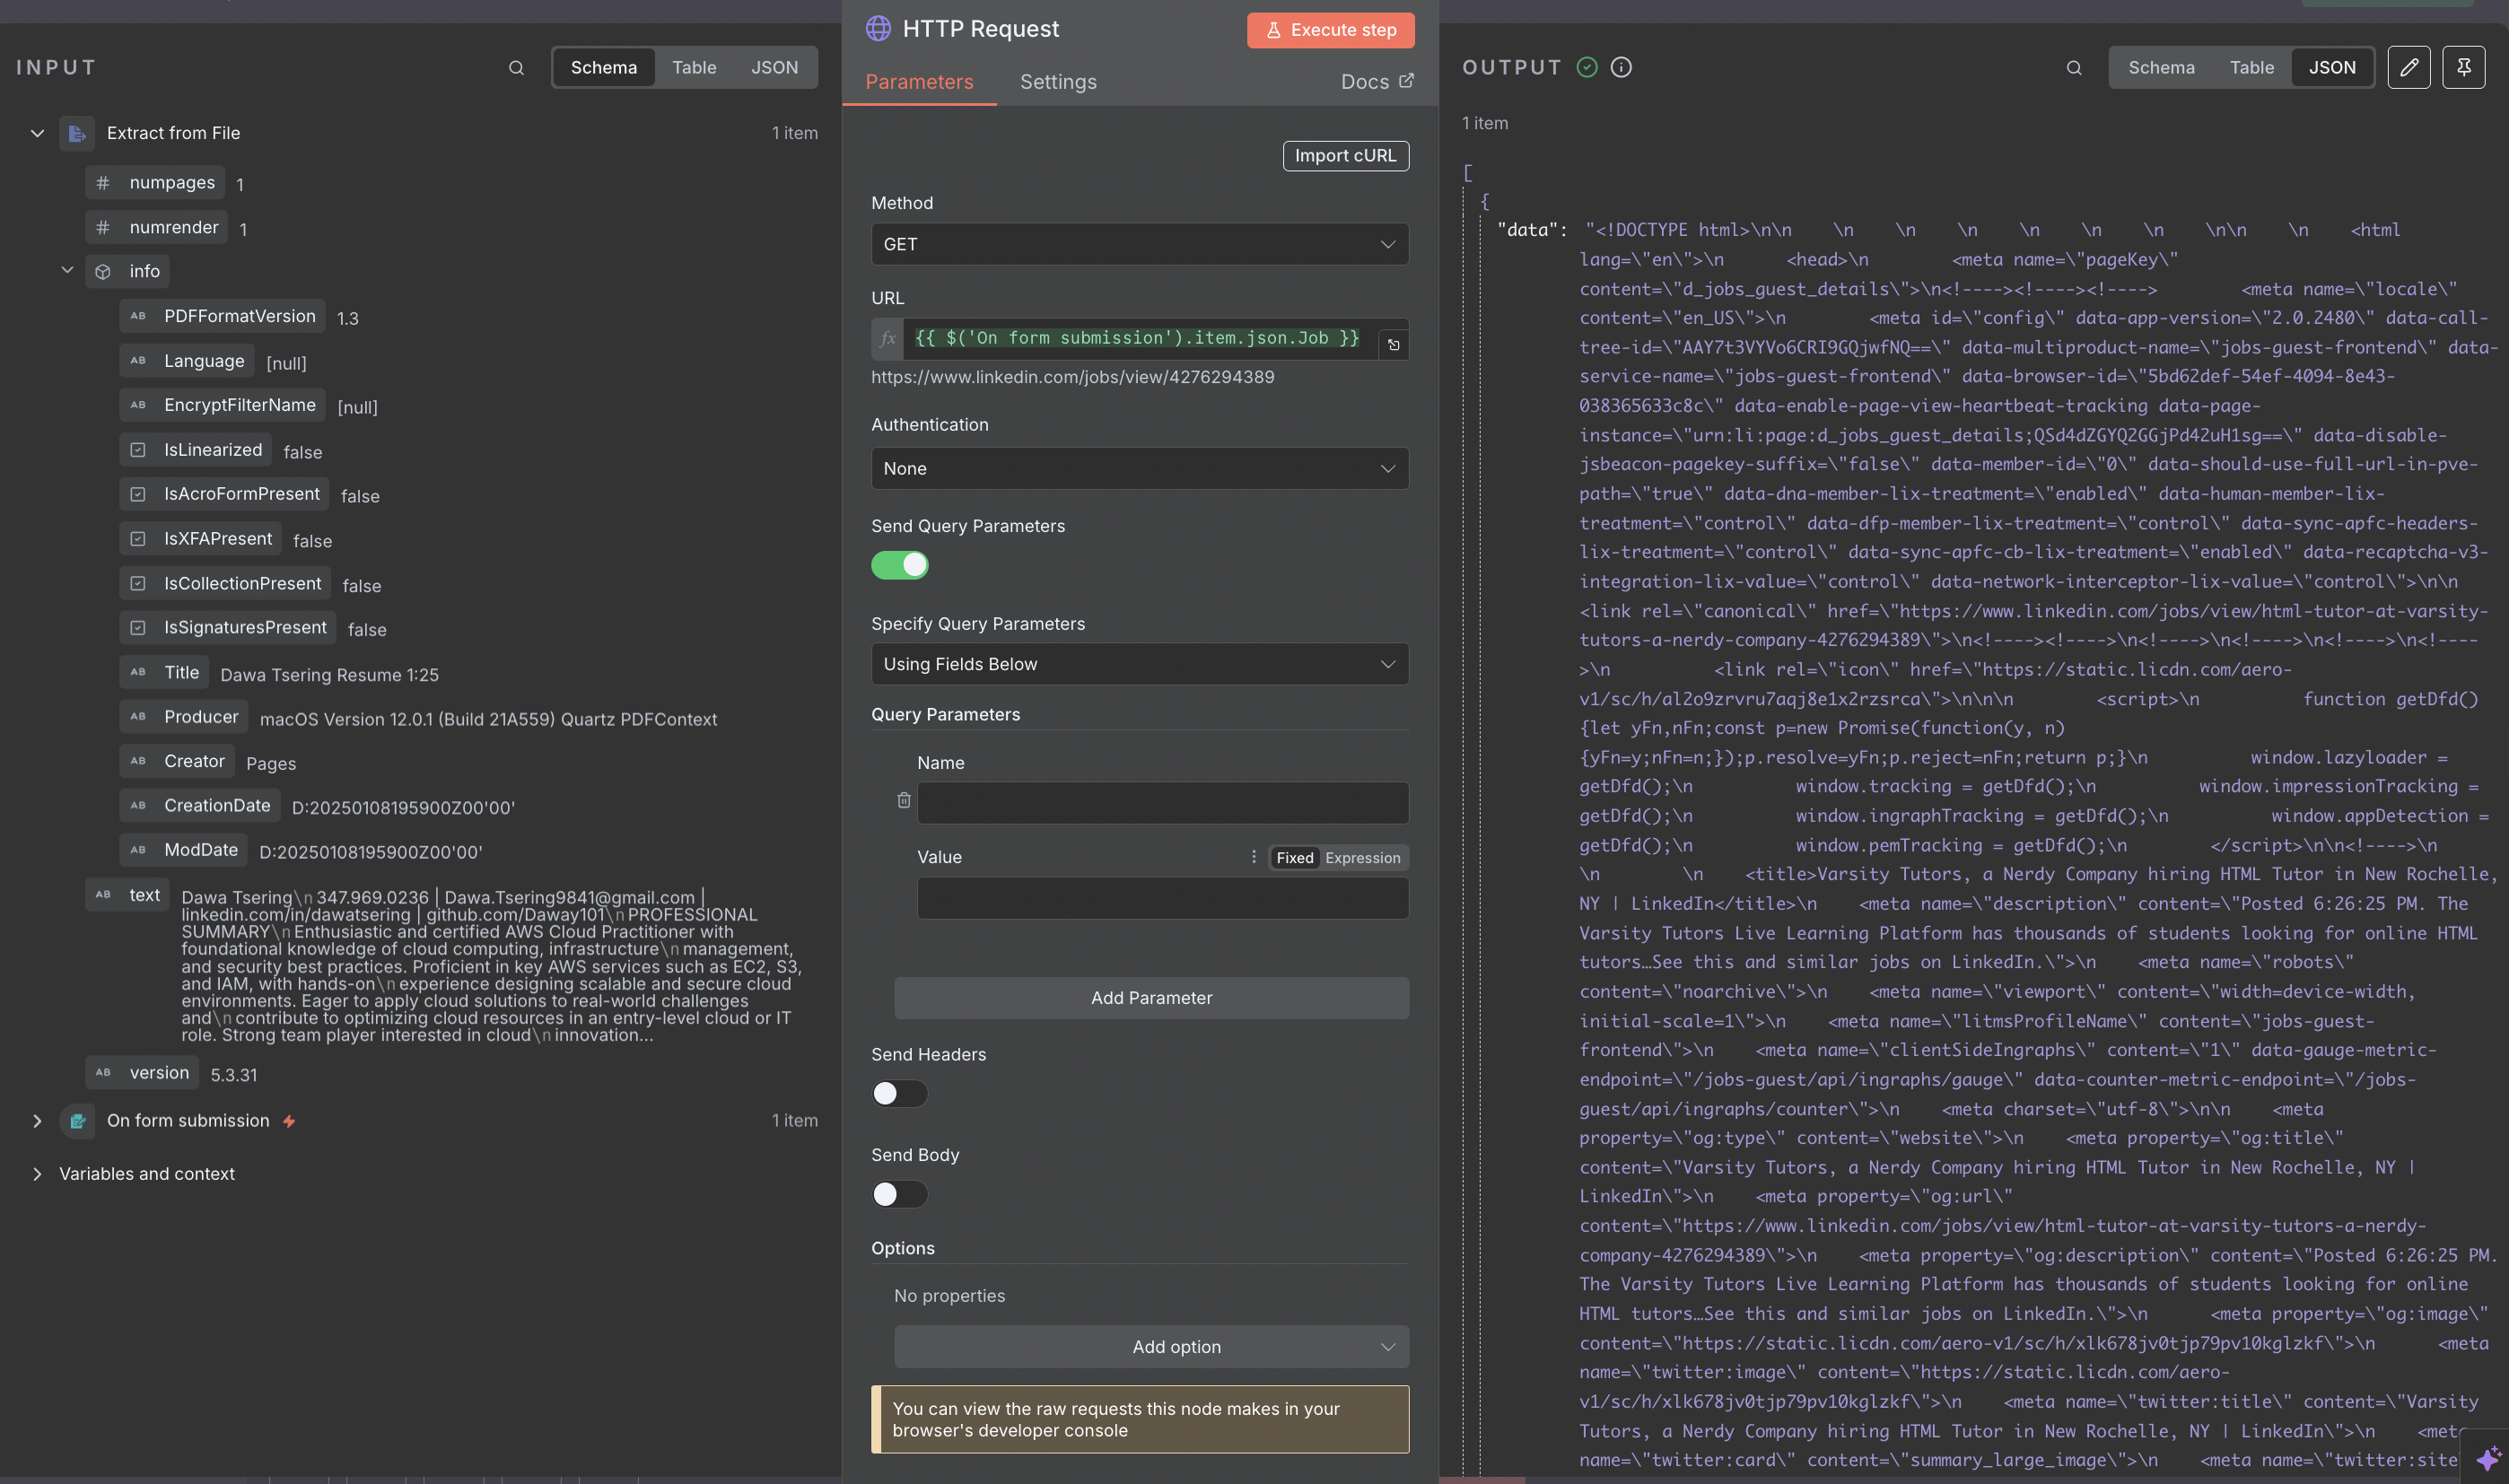 INPUT
Schema
Table
JSON
Extract from File
1 item
# numpages 1
# numrender 1
info
AB PDFFormatVersion 1.3
AB Language [null]
AB EncryptFilterName [null]
IsLinearized false
IsAcroFormPresent false
IsXFAPresent false
IsCollectionPresent false
IsSignaturesPresent false
AB Title Dawa Tsering Resume 1:25
AB Producer macOS Version 12.0.1 (Build 21A559) Quartz PDFContext
AB Creator Pages
AB CreationDate D:20250108195900Z00'00'
AB ModDate D:20250108195900Z00'00'
AB text Dawa Tsering\n347.969.0236 | Dawa.Tsering9841@gmail.com |
linkedin.com/in/dawatsering | github.com/Daway101\nPROFESSIONAL
SUMMARY\nEnthusiastic and certified AWS Cloud Practitioner with
foundational knowledge of cloud computing, infrastructure\nmanagement,
and security best practices. Proficient in key AWS services such as EC2, S3,
and IAM, with hands-on\nexperience designing scalable and secure cloud
environments. Eager to apply cloud solutions to real-world challenges
and\ncontribute to optimizing cloud resources in an entry-level cloud or IT
role. Strong team player interested in cloud\ninnovation...
AB version 5.3.31
On form submission
1 item
Variables and context
HTTP Request
Execute step
Parameters
Settings
Docs
Import cURL
Method
GET
URL
fx {{ $('On form submission').item.json.Job }}
https://www.linkedin.com/jobs/view/4276294389
Authentication
None
Send Query Parameters
Specify Query Parameters
Using Fields Below
Query Parameters
Name
Value
Fixed
Expression
Add Parameter
Send Headers
Send Body
Options
No properties
Add option
You can view the raw requests this node makes in your
browser's developer console
OUTPUT
Schema
Table
JSON
1 item
[
{
"data": "<!DOCTYPE html>\n\n \n \n \n \n \n \n \n\n \n <html
lang=\"en\">\n <head>\n <meta name=\"pageKey\"
content=\"d_jobs_guest_details\">\n<!----><!----><!----> <meta name=\"locale\"
content=\"en_US\">\n <meta id=\"config\" data-app-version=\"2.0.2480\" data-call-
tree-id=\"AAY7t3VYVo6CRI9GQjwfNQ==\" data-multiproduct-name=\"jobs-guest-frontend\" data-
service-name=\"jobs-guest-frontend\" data-browser-id=\"5bd62def-54ef-4094-8e43-
038365633c8c\" data-enable-page-view-heartbeat-tracking data-page-
instance=\"urn:li:page:d_jobs_guest_details;QSd4dZGYQ2GGjPd42uH1sg==\" data-disable-
jsbeacon-pagekey-suffix=\"false\" data-member-id=\"0\" data-should-use-full-url-in-pve-
path=\"true\" data-dna-member-lix-treatment=\"enabled\" data-human-member-lix-
treatment=\"control\" data-dfp-member-lix-treatment=\"control\" data-sync-apfc-headers-
lix-treatment=\"control\" data-sync-apfc-cb-lix-treatment=\"enabled\" data-recaptcha-v3-
integration-lix-value=\"control\" data-network-interceptor-lix-value=\"control\">\n\n
<link rel=\"canonical\" href=\"https://www.linkedin.com/jobs/view/html-tutor-at-varsity-
tutors-a-nerdy-company-4276294389\">\n<!----><!---->\n<!---->\n<!---->\n<!---->\n<!----
>\n <link rel=\"icon\" href=\"https://static.licdn.com/aero-
v1/sc/h/al2o9zrvru7aqj8e1x2rzsrca\">\n\n\n <script>\n function getDfd()
{let yFn,nFn;const p=new Promise(function(y, n)
{yFn=y;nFn=n;});p.resolve=yFn;p.reject=nFn;return p;}\n window.lazyloader =
getDfd();\n window.tracking = getDfd();\n window.impressionTracking =
getDfd();\n window.ingraphTracking = getDfd();\n window.appDetection =
getDfd();\n window.pemTracking = getDfd();\n </script>\n\n<!---->\n
\n \n <title>Varsity Tutors, a Nerdy Company hiring HTML Tutor in New Rochelle,
NY | LinkedIn</title>\n <meta name=\"description\" content=\"Posted 6:26:25 PM. The
Varsity Tutors Live Learning Platform has thousands of students looking for online HTML
tutors…See this and similar jobs on LinkedIn.\">\n <meta name=\"robots\"
content=\"noarchive\">\n <meta name=\"viewport\" content=\"width=device-width,
initial-scale=1\">\n <meta name=\"litmsProfileName\" content=\"jobs-guest-
frontend\">\n <meta name=\"clientSideIngraphs\" content=\"1\" data-gauge-metric-
endpoint=\"/jobs-guest/api/ingraphs/gauge\" data-counter-metric-endpoint=\"/jobs-
guest/api/ingraphs/counter\">\n <meta charset=\"utf-8\">\n\n <meta
property=\"og:type\" content=\"website\">\n <meta property=\"og:title\"
content=\"Varsity Tutors, a Nerdy Company hiring HTML Tutor in New Rochelle, NY |
LinkedIn\">\n <meta property=\"og:url\"
content=\"https://www.linkedin.com/jobs/view/html-tutor-at-varsity-tutors-a-nerdy-
company-4276294389\">\n <meta property=\"og:description\" content=\"Posted 6:26:25 PM.
The Varsity Tutors Live Learning Platform has thousands of students looking for online
HTML tutors…See this and similar jobs on LinkedIn.\">\n <meta property=\"og:image\"
content=\"https://static.licdn.com/aero-v1/sc/h/xlk678jv0tjp79pv10kglzkf\">\n <meta
name=\"twitter:image\" content=\"https://static.licdn.com/aero-
v1/sc/h/xlk678jv0tjp79pv10kglzkf\">\n <meta name=\"twitter:title\" content=\"Varsity
Tutors, a Nerdy Company hiring HTML Tutor in New Rochelle, NY | LinkedIn\">\n <met
name=\"twitter:card\" content=\"summary_large_image\">\n <meta name=\"twitter:site